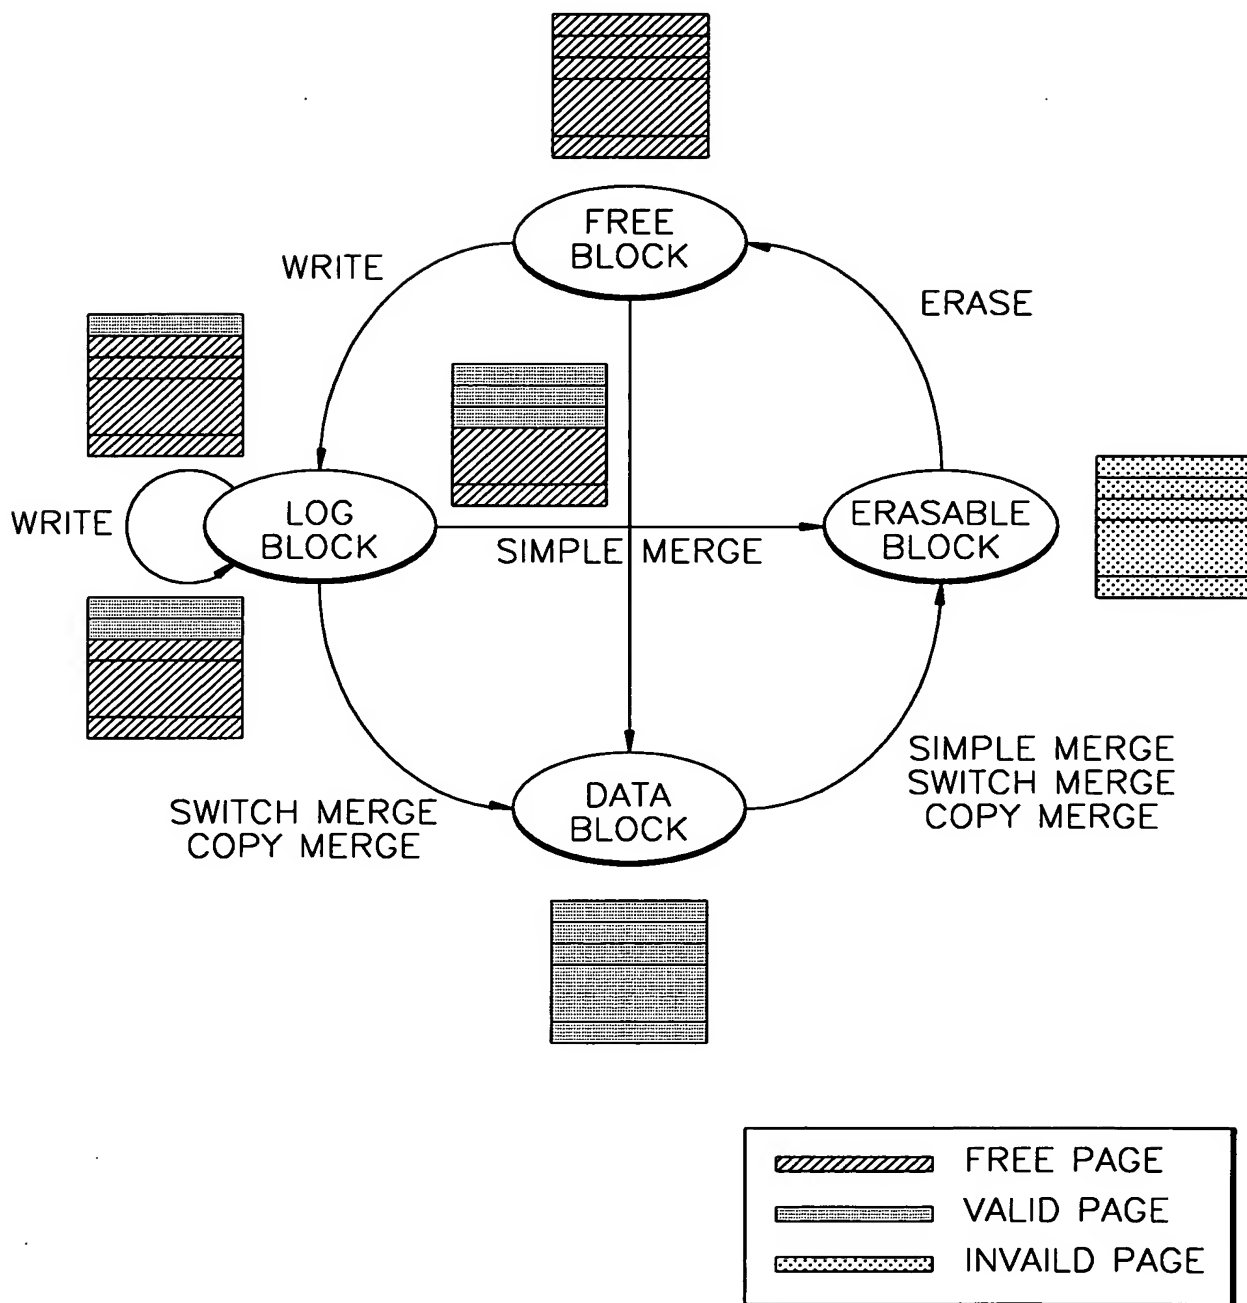 FREE
BLOCK
WRITE
ERASE
WRITE
LOG
BLOCK
SIMPLE MERGE
ERASABLE
BLOCK
SWITCH MERGE
COPY MERGE
DATA
BLOCK
SIMPLE MERGE
SWITCH MERGE
COPY MERGE
FREE PAGE
VALID PAGE
INVAILD PAGE